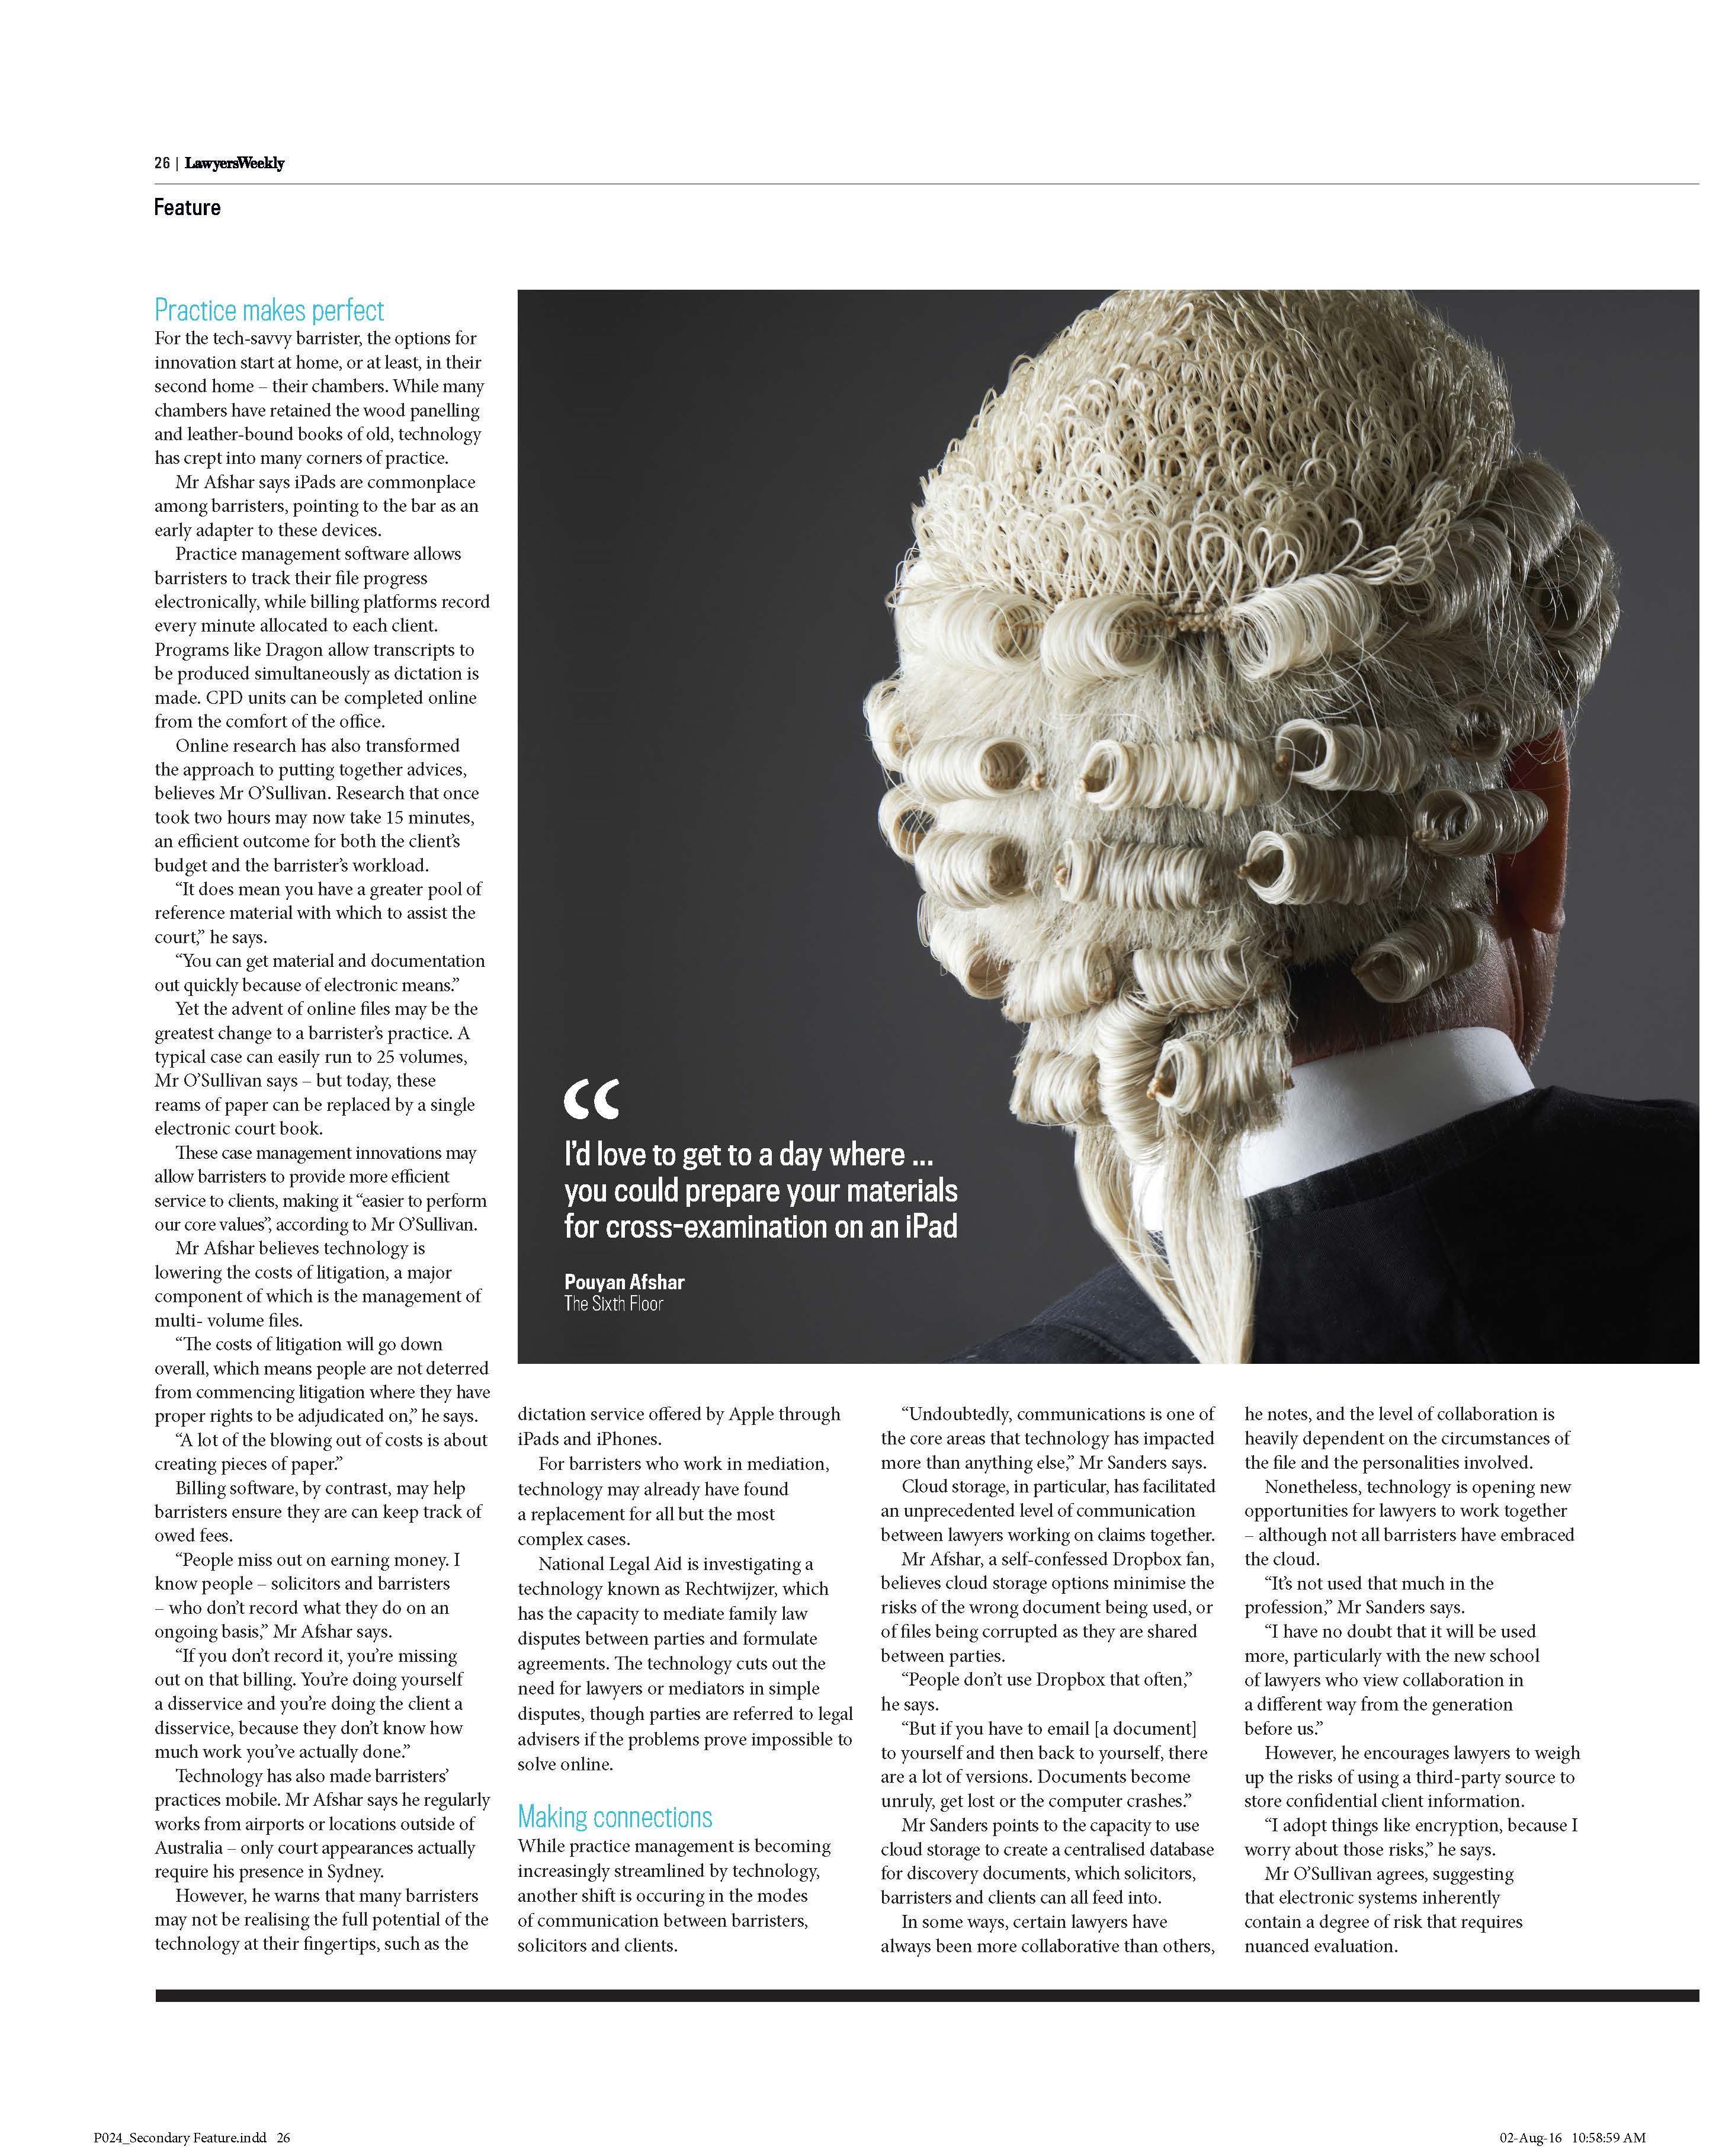 26 | LawyersWeekly
Feature
Practice makes perfect
For the tech-savvy barrister, the options for
innovation start at home, or at least, in their
second home – their chambers. While many
chambers have retained the wood panelling
and leather-bound books of old, technology
has crept into many corners of practice.
Mr Afshar says iPads are commonplace
among barristers, pointing to the bar as an
early adapter to these devices.
Practice management software allows
barristers to track their file progress
electronically, while billing platforms record
every minute allocated to each client.
Programs like Dragon allow transcripts to
be produced simultaneously as dictation is
made. CPD units can be completed online
from the comfort of the office.
Online research has also transformed
the approach to putting together advices,
believes Mr O’Sullivan. Research that once
took two hours may now take 15 minutes,
an efficient outcome for both the client’s
budget and the barrister’s workload.
“It does mean you have a greater pool of
reference material with which to assist the
court,” he says.
“You can get material and documentation
out quickly because of electronic means.”
Yet the advent of online files may be the
greatest change to a barrister’s practice. A
typical case can easily run to 25 volumes,
Mr O’Sullivan says – but today, these
reams of paper can be replaced by a single
electronic court book.
These case management innovations may
allow barristers to provide more efficient
service to clients, making it “easier to perform
our core values”, according to Mr O’Sullivan.
Mr Afshar believes technology is
lowering the costs of litigation, a major
component of which is the management of
multi- volume files.
“The costs of litigation will go down
overall, which means people are not deterred
from commencing litigation where they have
proper rights to be adjudicated on,” he says.
“A lot of the blowing out of costs is about
creating pieces of paper.”
Billing software, by contrast, may help
barristers ensure they are can keep track of
owed fees.
“People miss out on earning money. I
know people – solicitors and barristers
– who don’t record what they do on an
ongoing basis,” Mr Afshar says.
“If you don’t record it, you’re missing
out on that billing. You’re doing yourself
a disservice and you’re doing the client a
disservice, because they don’t know how
much work you’ve actually done.”
Technology has also made barristers’
practices mobile. Mr Afshar says he regularly
works from airports or locations outside of
Australia – only court appearances actually
require his presence in Sydney.
However, he warns that many barristers
may not be realising the full potential of the
technology at their fingertips, such as the
“
I’d love to get to a day where ...
you could prepare your materials
for cross-examination on an iPad
Pouyan Afshar
The Sixth Floor
dictation service offered by Apple through
iPads and iPhones.
For barristers who work in mediation,
technology may already have found
a replacement for all but the most
complex cases.
National Legal Aid is investigating a
technology known as Rechtwijzer, which
has the capacity to mediate family law
disputes between parties and formulate
agreements. The technology cuts out the
need for lawyers or mediators in simple
disputes, though parties are referred to legal
advisers if the problems prove impossible to
solve online.
Making connections
While practice management is becoming
increasingly streamlined by technology,
another shift is occuring in the modes
of communication between barristers,
solicitors and clients.
“Undoubtedly, communications is one of
the core areas that technology has impacted
more than anything else,” Mr Sanders says.
Cloud storage, in particular, has facilitated
an unprecedented level of communication
between lawyers working on claims together.
Mr Afshar, a self-confessed Dropbox fan,
believes cloud storage options minimise the
risks of the wrong document being used, or
of files being corrupted as they are shared
between parties.
“People don’t use Dropbox that often,”
he says.
“But if you have to email [a document]
to yourself and then back to yourself, there
are a lot of versions. Documents become
unruly, get lost or the computer crashes.”
Mr Sanders points to the capacity to use
cloud storage to create a centralised database
for discovery documents, which solicitors,
barristers and clients can all feed into.
In some ways, certain lawyers have
always been more collaborative than others,
he notes, and the level of collaboration is
heavily dependent on the circumstances of
the file and the personalities involved.
Nonetheless, technology is opening new
opportunities for lawyers to work together
– although not all barristers have embraced
the cloud.
“It’s not used that much in the
profession,” Mr Sanders says.
“I have no doubt that it will be used
more, particularly with the new school
of lawyers who view collaboration in
a different way from the generation
before us.”
However, he encourages lawyers to weigh
up the risks of using a third-party source to
store confidential client information.
“I adopt things like encryption, because I
worry about those risks,” he says.
Mr O’Sullivan agrees, suggesting
that electronic systems inherently
contain a degree of risk that requires
nuanced evaluation.
P024_Secondary Feature.indd 26
02-Aug-16 10:58:59 AM